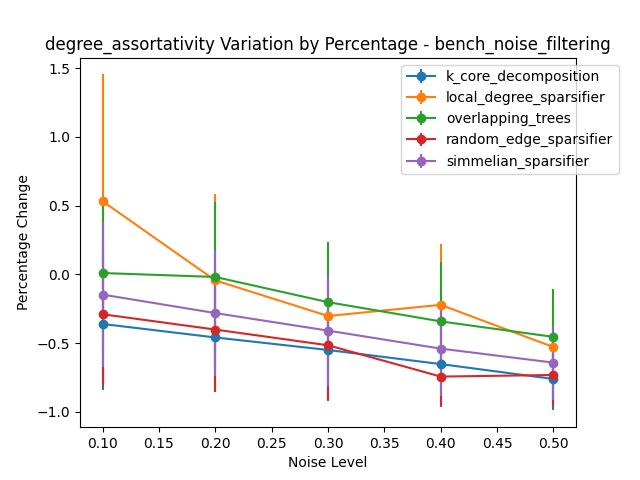 degree_assortativity Variation by Percentage - bench_noise_filtering
k_core_decomposition
local_degree_sparsifier
overlapping_trees
random_edge_sparsifier
simmelian_sparsifier
Percentage Change
1.5
1.0
0.5
0.0
−0.5
−1.0
0.10 0.15 0.20 0.25 0.30 0.35 0.40 0.45 0.50
Noise Level